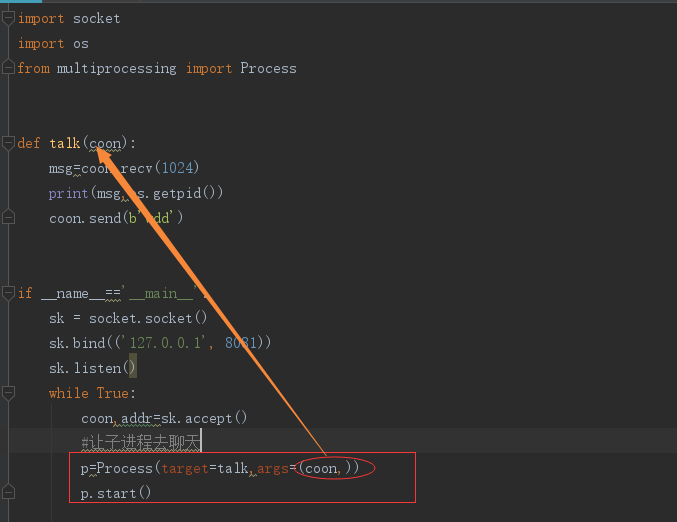 import socket
import os
from multiprocessing import Process
def talk(coon):
msg=coon.recv(1024)
print(msg,os.getpid())
coon.send(b'ddd')
if __name__=='__main__':
sk = socket.socket()
sk.bind(('127.0.0.1', 8081))
sk.listen()
while True:
coon,addr=sk.accept()
#让子进程去聊天
p=Process(target=talk,args=(coon,))
p.start()